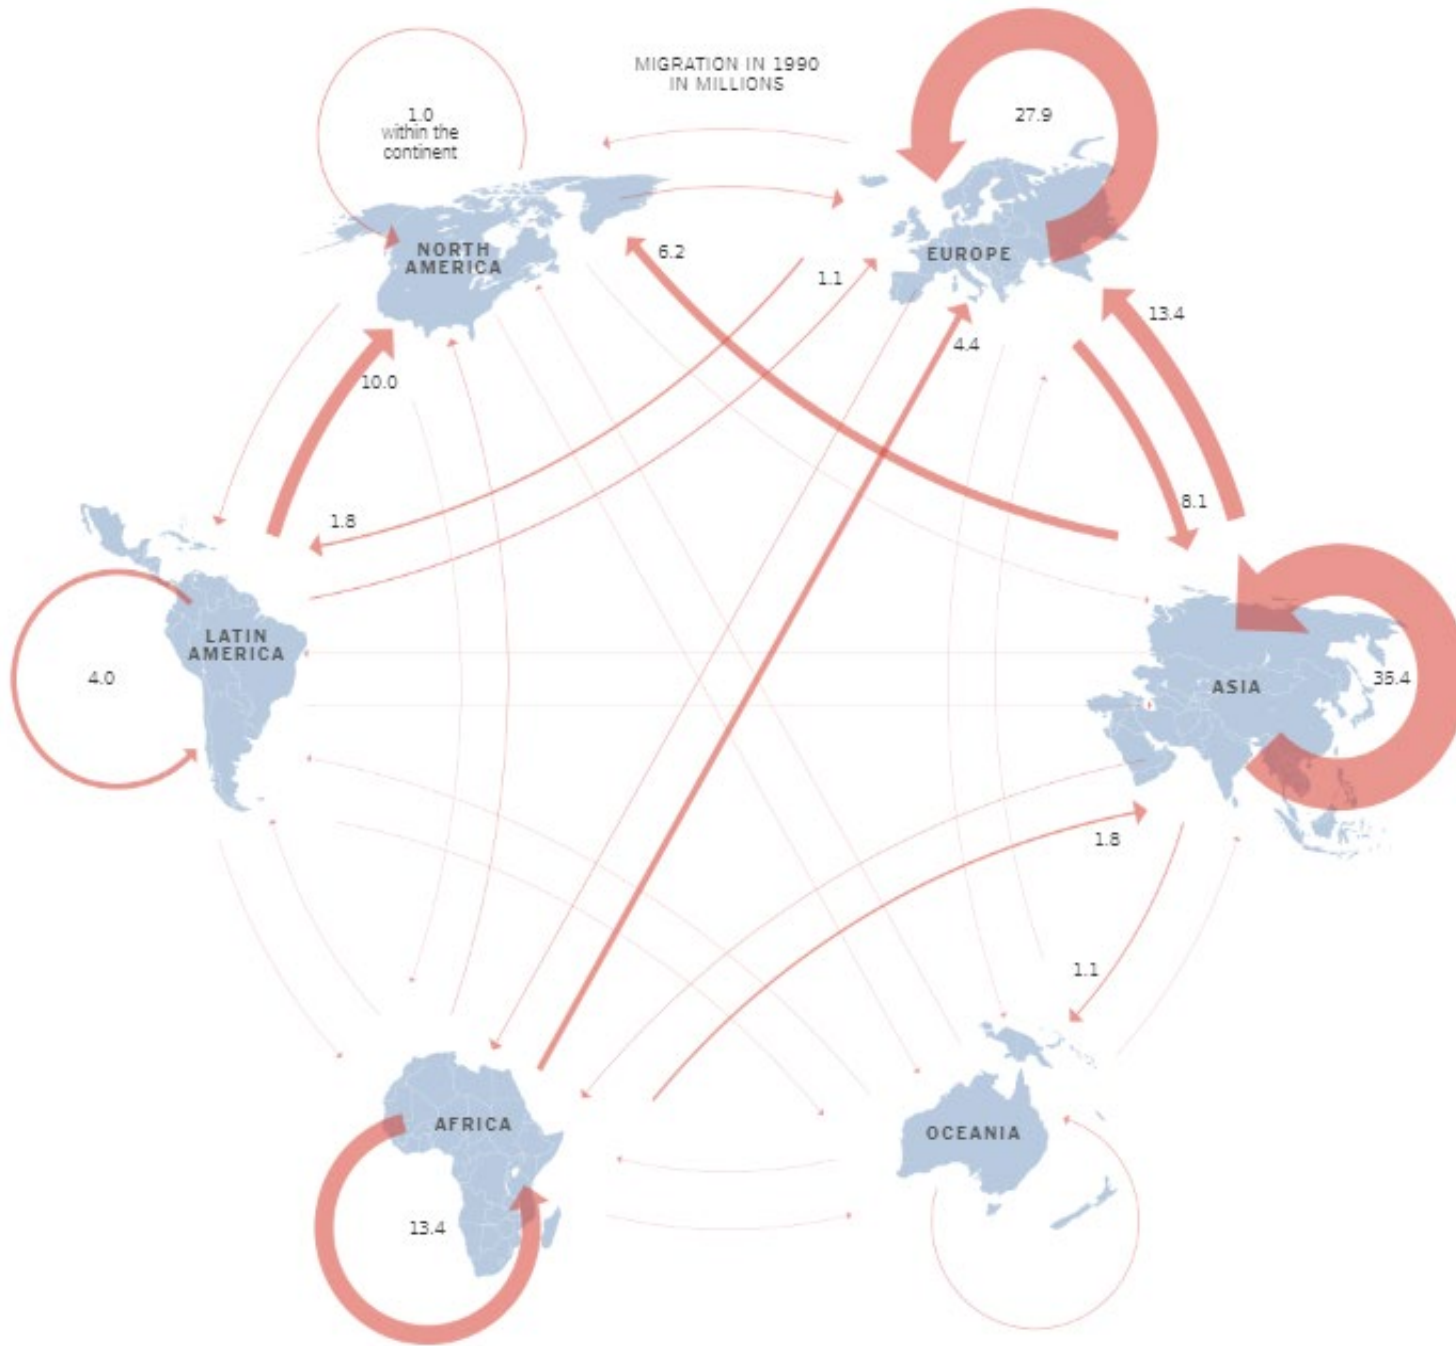 MIGRATION IN 1990
IN MILLIONS
1.0
within the
continent
27.9
NORTH
AMERICA
6.2
1.1
EUROPE
13.4
4.4
10.0
1.8
8.1
LATIN
AMERICA
4.0
ASIA
35.4
1.8
1.1
AFRICA
OCEANIA
13.4